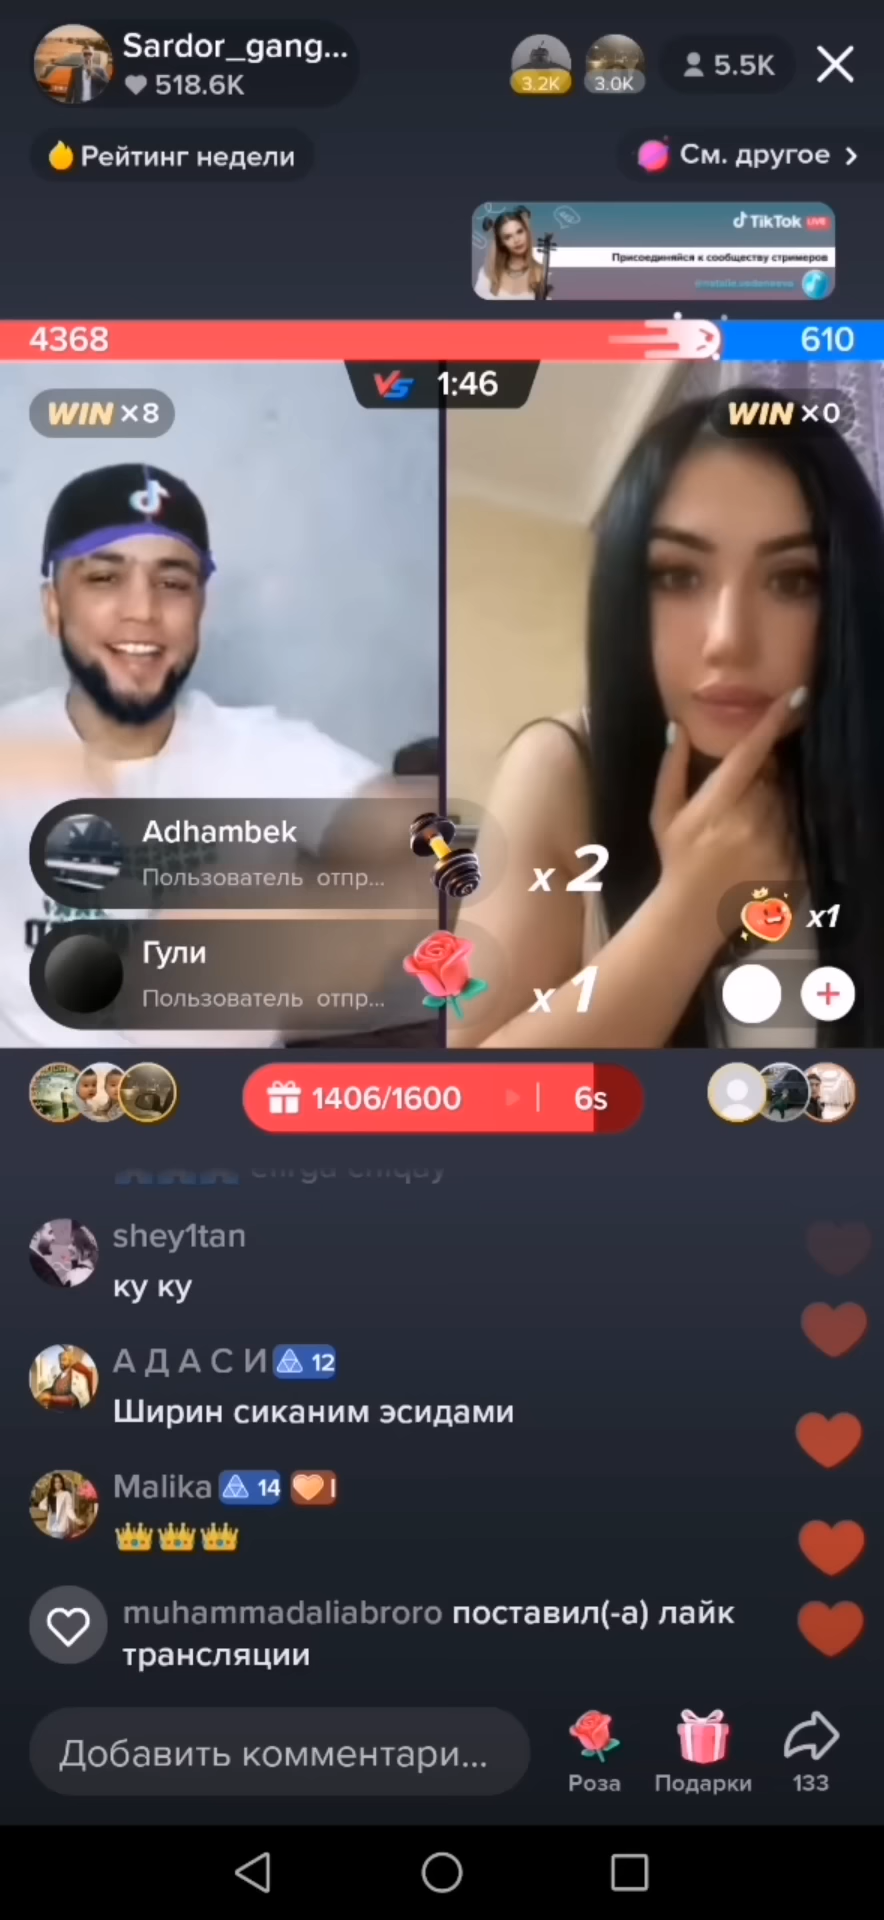 Sardor_gang...
518.6K
3.2K
3.0K
5.5K
Рейтинг недели
См. другое
TikTok LIVE
Присоединяйся к сообществу стримеров
4368
610
VS 1:46
WIN ×8
WIN ×0
Adhambek
Пользователь отпр...
x 2
x1
Гули
Пользователь отпр...
x 1
1406/1600
6s
shey1tan
ку ку
А Д А С И 12
Ширин сиканим эсидами
Malika 14 I
muhammadaliabroro поставил(-а) лайк
трансляции
Добавить комментари...
Роза
Подарки
133